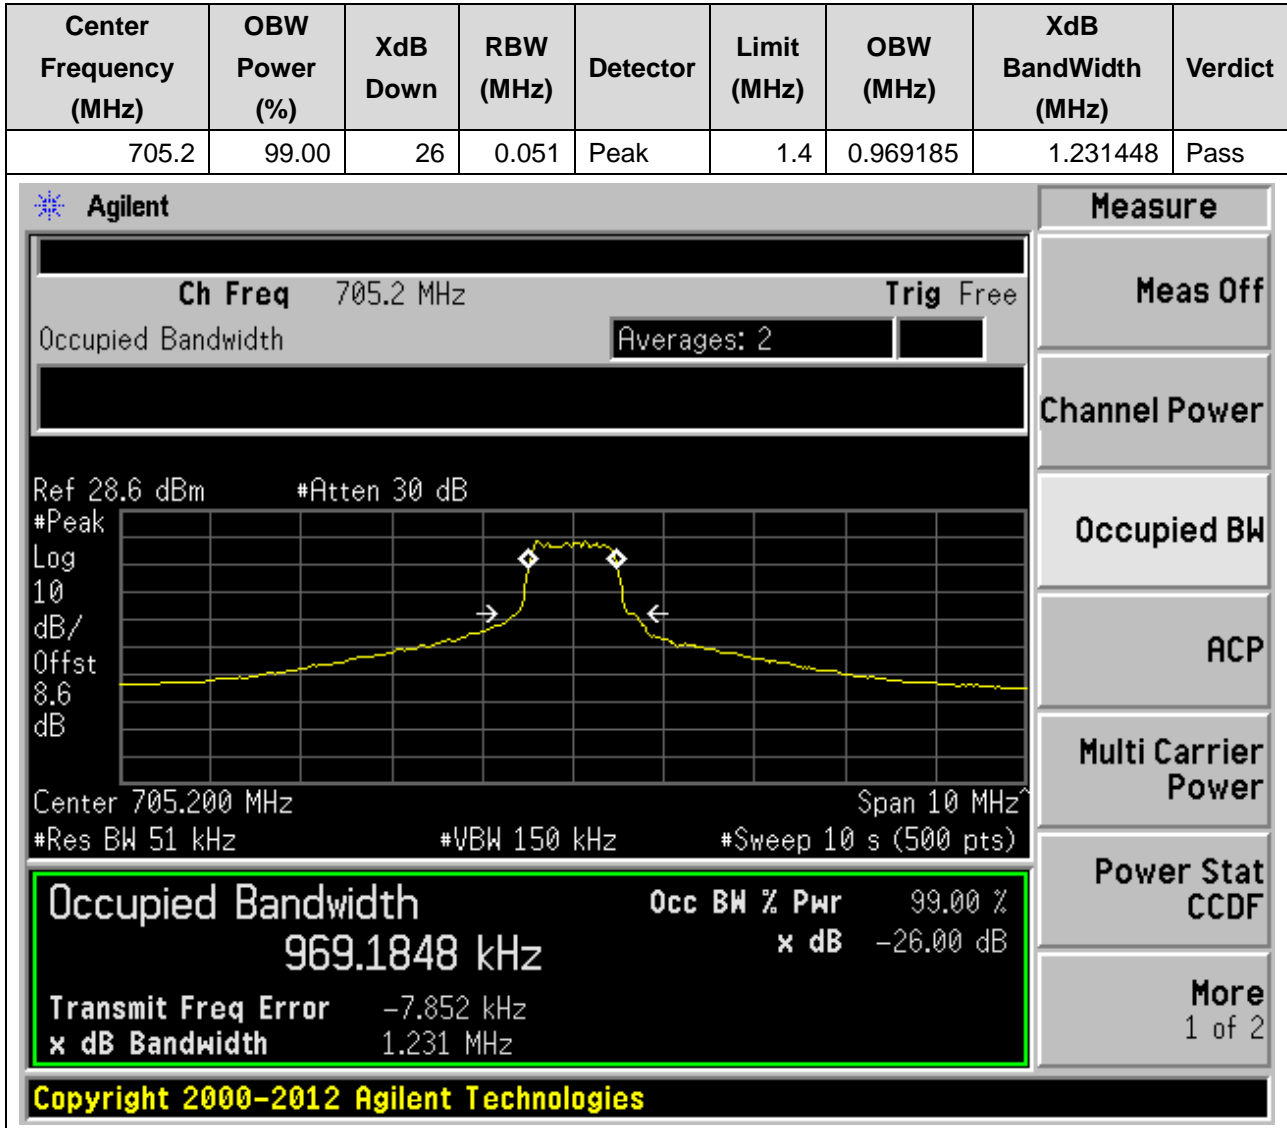 Center Frequency (MHz) OBW Power (%) XdB Down RBW (MHz) Detector Limit (MHz) OBW (MHz) XdB BandWidth (MHz) Verdict
705.2 99.00 26 0.051 Peak 1.4 0.969185 1.231448 Pass
Agilent
Measure
Ch Freq 705.2 MHz Trig Free
Occupied Bandwidth Averages: 2
Meas Off
Channel Power
Occupied BW
ACP
Multi Carrier
Power
Power Stat
CCDF
More
1 of 2
Ref 28.6 dBm #Atten 30 dB
#Peak
Log
10
dB/
Offst
8.6
dB
Center 705.200 MHz Span 10 MHz^
#Res BW 51 kHz #VBW 150 kHz #Sweep 10 s (500 pts)
Occupied Bandwidth Occ BW % Pwr 99.00 %
969.1848 kHz x dB -26.00 dB
Transmit Freq Error -7.852 kHz
x dB Bandwidth 1.231 MHz
Copyright 2000-2012 Agilent Technologies